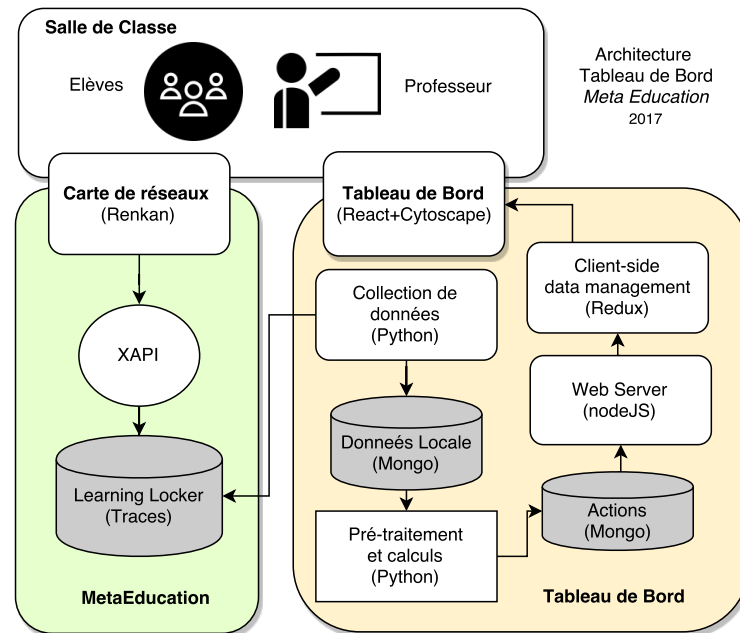 Salle de Classe
Elèves
Professeur
Architecture
Tableau de Bord
Meta Education
2017
Carte de réseaux
(Renkan)
Tableau de Bord
(React+Cytoscape)
XAPI
Learning Locker
(Traces)
MetaEducation
Collection de
données
(Python)
Donneés Locale
(Mongo)
Pré-traitement
et calculs
(Python)
Client-side
data management
(Redux)
Web Server
(nodeJS)
Actions
(Mongo)
Tableau de Bord